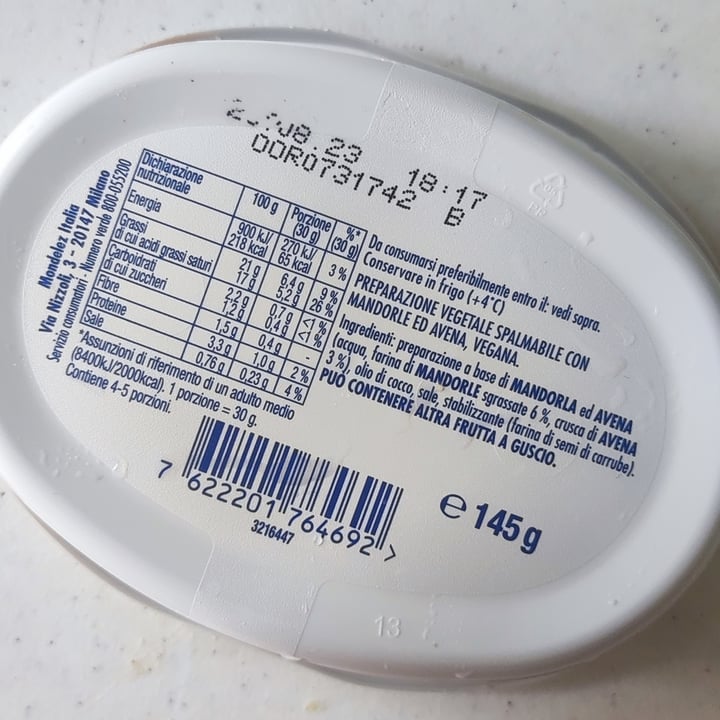 08.23 18:17
OOR0731742 B
Mondelez Italia
Via Nizzoli, 3 - 20147 Milano
Servizio consumatori: Numero verde 800-055200
Dichiarazione nutrizionale 100 g Porzione (30 g) %* (30 g)
Energia 900 kJ/ 270 kJ/
218 kcal 65 kcal 3 %
Grassi 21 g 6,4 g 9 %
di cui acidi grassi saturi 17 g 5,2 g 26 %
Carboidrati 2,2 g 0,7 g <1 %
di cui zuccheri 1,2 g 0,4 g <1 %
Fibre 1,5 g 0,4 g -
Proteine 3,3 g 1,0 g 2 %
Sale 0,76 g 0,23 g 4 %
*Assunzioni di riferimento di un adulto medio
(8400kJ/2000kcal). 1 porzione = 30 g.
Contiene 4-5 porzioni.
Da consumarsi preferibilmente entro il: vedi sopra.
Conservare in frigo (+4°C)
PREPARAZIONE VEGETALE SPALMABILE CON
MANDORLE ED AVENA, VEGANA.
Ingredienti: preparazione a base di MANDORLA ed AVENA
(acqua, farina di MANDORLE sgrassate 6 %, crusca di AVENA
3 %), olio di cocco, sale, stabilizzante (farina di semi di carrube).
PUÒ CONTENERE ALTRA FRUTTA A GUSCIO.
7 622201 764692 >
3216447
e 145 g
13